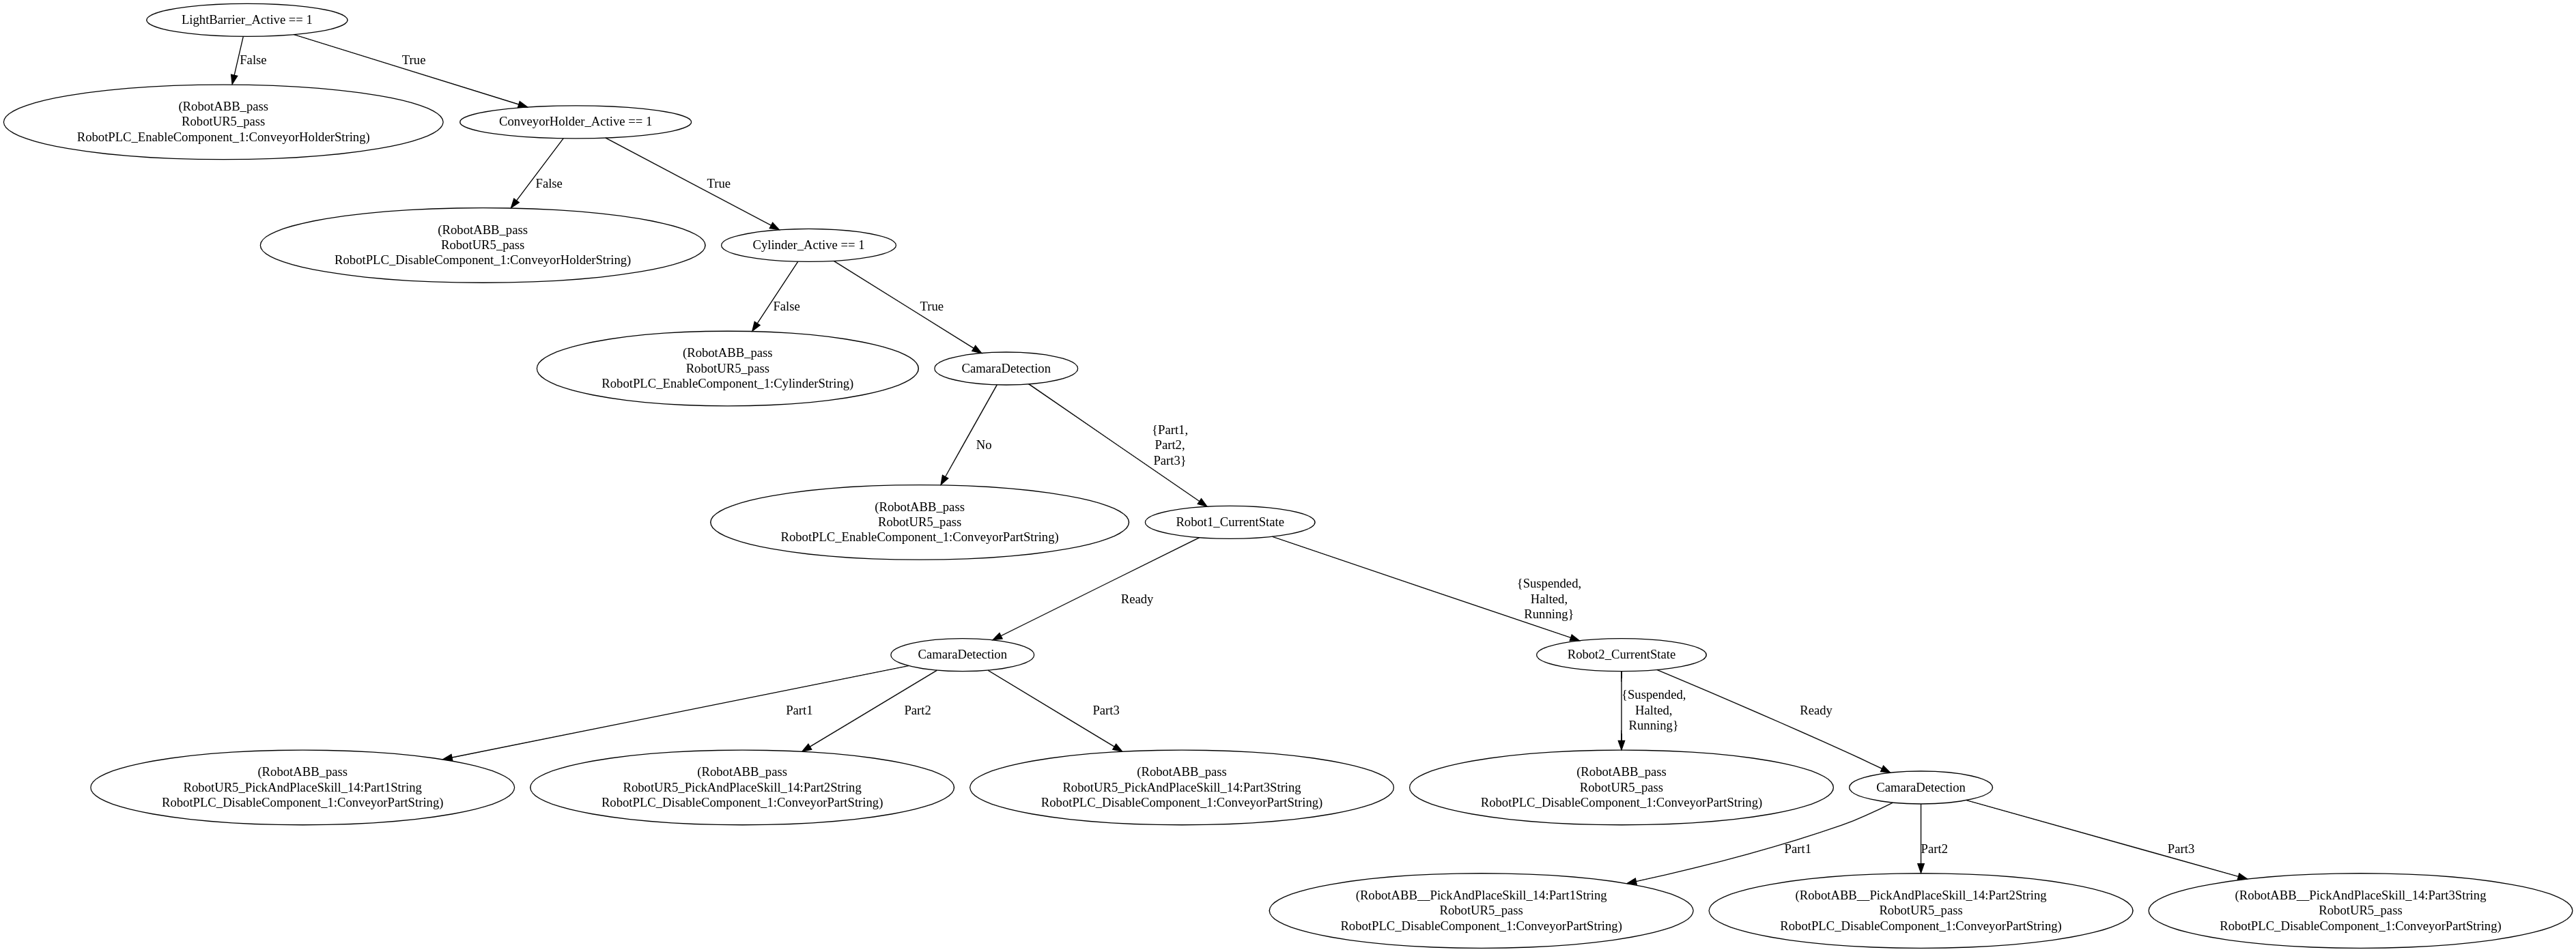 LightBarrier_Active == 1
False
True
(RobotABB_pass
RobotUR5_pass
RobotPLC_EnableComponent_1:ConveyorHolderString)
ConveyorHolder_Active == 1
False
True
(RobotABB_pass
RobotUR5_pass
RobotPLC_DisableComponent_1:ConveyorHolderString)
Cylinder_Active == 1
False
True
(RobotABB_pass
RobotUR5_pass
RobotPLC_EnableComponent_1:CylinderString)
CamaraDetection
No
{Part1,
Part2,
Part3}
(RobotABB_pass
RobotUR5_pass
RobotPLC_EnableComponent_1:ConveyorPartString)
Robot1_CurrentState
Ready
{Suspended,
Halted,
Running}
CamaraDetection
Robot2_CurrentState
Part1
Part2
Part3
{Suspended,
Halted,
Running}
Ready
(RobotABB_pass
RobotUR5_PickAndPlaceSkill_14:Part1String
RobotPLC_DisableComponent_1:ConveyorPartString)
(RobotABB_pass
RobotUR5_PickAndPlaceSkill_14:Part2String
RobotPLC_DisableComponent_1:ConveyorPartString)
(RobotABB_pass
RobotUR5_PickAndPlaceSkill_14:Part3String
RobotPLC_DisableComponent_1:ConveyorPartString)
(RobotABB_pass
RobotUR5_pass
RobotPLC_DisableComponent_1:ConveyorPartString)
CamaraDetection
Part1
Part2
Part3
(RobotABB__PickAndPlaceSkill_14:Part1String
RobotUR5_pass
RobotPLC_DisableComponent_1:ConveyorPartString)
(RobotABB__PickAndPlaceSkill_14:Part2String
RobotUR5_pass
RobotPLC_DisableComponent_1:ConveyorPartString)
(RobotABB__PickAndPlaceSkill_14:Part3String
RobotUR5_pass
RobotPLC_DisableComponent_1:ConveyorPartString)